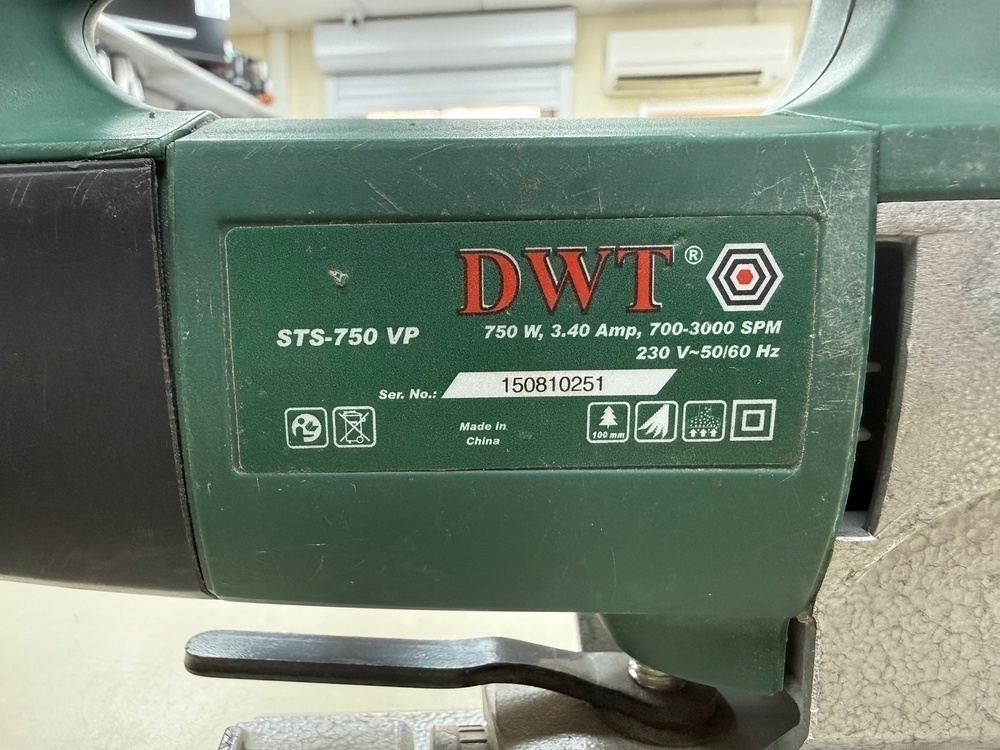 DWT®
STS-750 VP
750 W, 3.40 Amp, 700-3000 SPM
230 V~50/60 Hz
Ser. No.: 150810251
Made in
China
100 mm